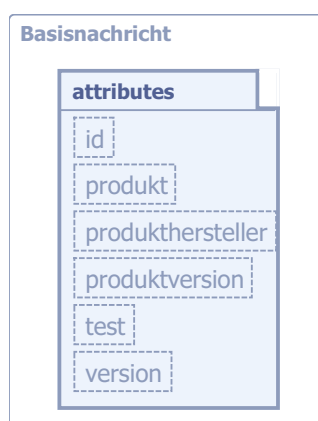 Basisnachricht
attributes
id
produkt
produkthersteller
produktversion
test
version